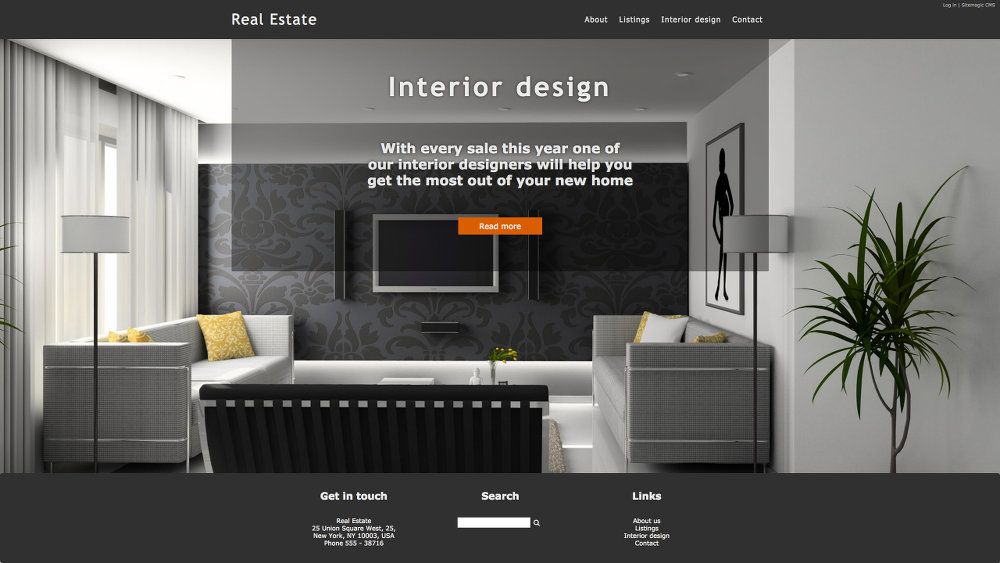 Log in | Sitemagic CMS
Real Estate
About Listings Interior design Contact
Interior design
With every sale this year one of
our interior designers will help you
get the most out of your new home
Read more
Get in touch
Real Estate
25 Union Square West, 25,
New York, NY 10003, USA
Phone 555 - 38716
Search
Links
About us
Listings
Interior design
Contact